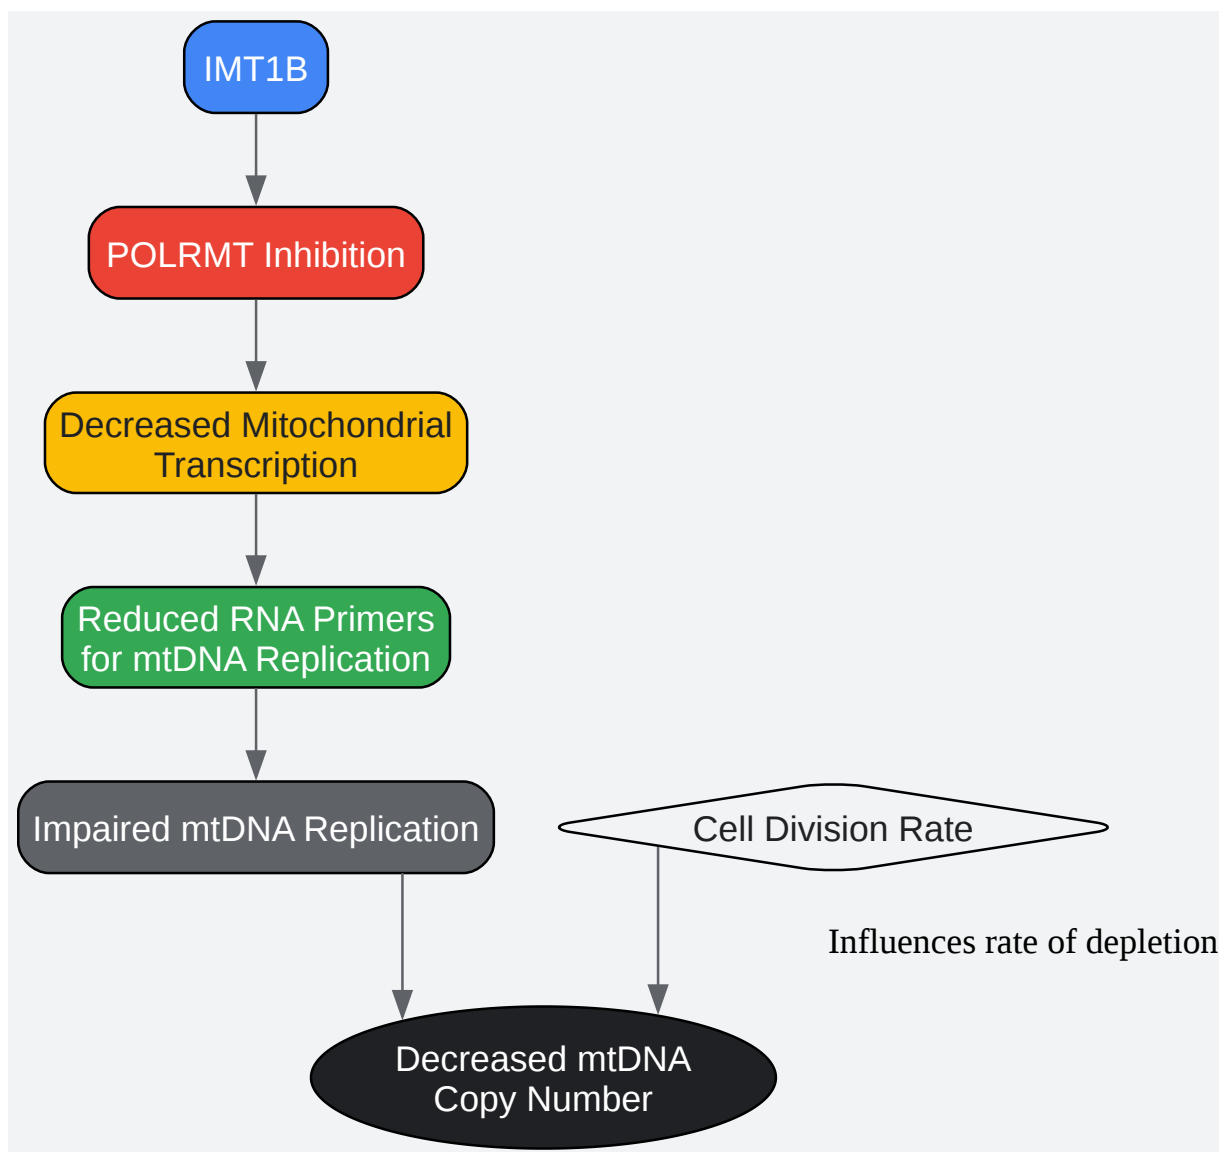 IMT1B
POLRMT Inhibition
Decreased Mitochondrial
Transcription
Reduced RNA Primers
for mtDNA Replication
Impaired mtDNA Replication
Cell Division Rate
Influences rate of depletion
Decreased mtDNA
Copy Number